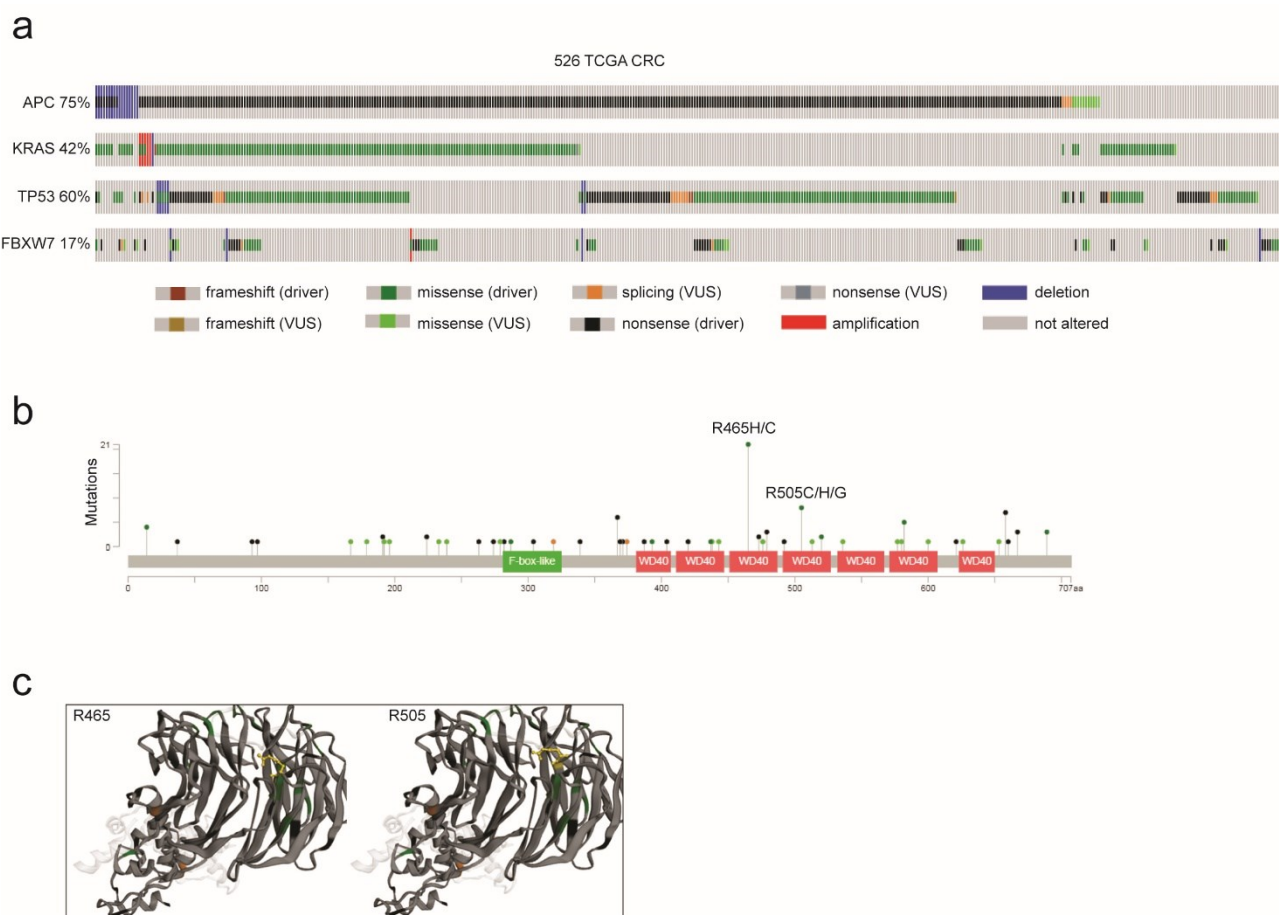 a
526 TCGA CRC
APC 75%
KRAS 42%
TP53 60%
FBXW7 17%
frameshift (driver) missense (driver) splicing (VUS) nonsense (VUS) deletion
frameshift (VUS) missense (VUS) nonsense (driver) amplification not altered
b
R465H/C
21
R505C/H/G
Mutations
0
F-box-like WD40 WD40 WD40 WD40 WD40 WD40 WD40
0 100 200 300 400 500 600 707aa
c
R465 R505